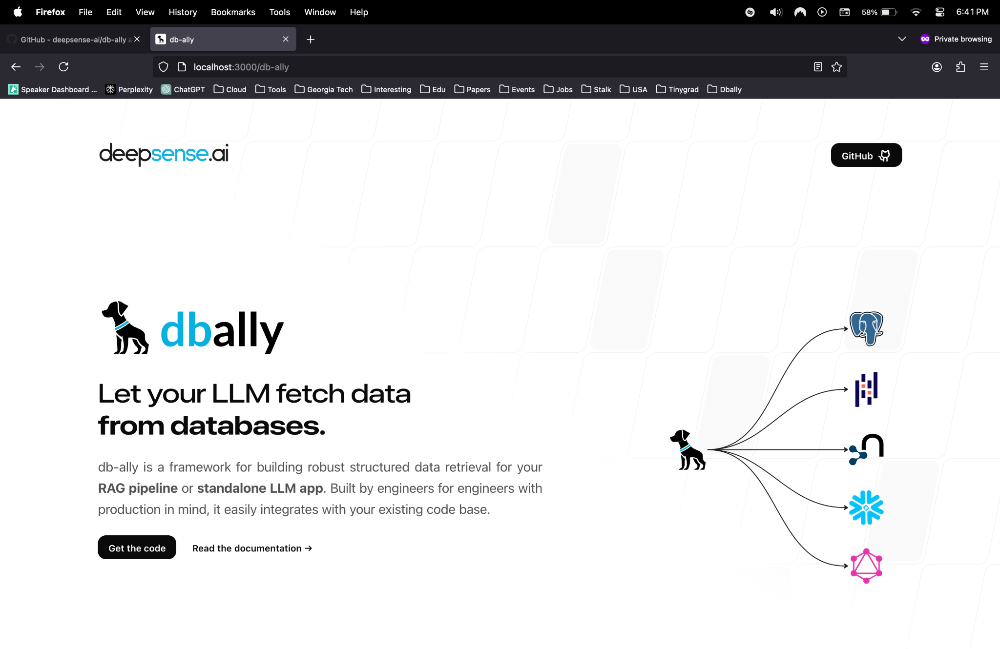 Firefox File Edit View History Bookmarks Tools Window Help 58% 6:41 PM
GitHub - deepsense-ai/db-ally db-ally Private browsing
localhost:3000/db-ally
Speaker Dashboard ... Perplexity ChatGPT Cloud Tools Georgia Tech Interesting Edu Papers Events Jobs Stalk USA Tinygrad Dbally
deepsense.ai GitHub
dbally
Let your LLM fetch data
from databases.
db-ally is a framework for building robust structured data retrieval for your
RAG pipeline or standalone LLM app. Built by engineers for engineers with
production in mind, it easily integrates with your existing code base.
Get the code Read the documentation →